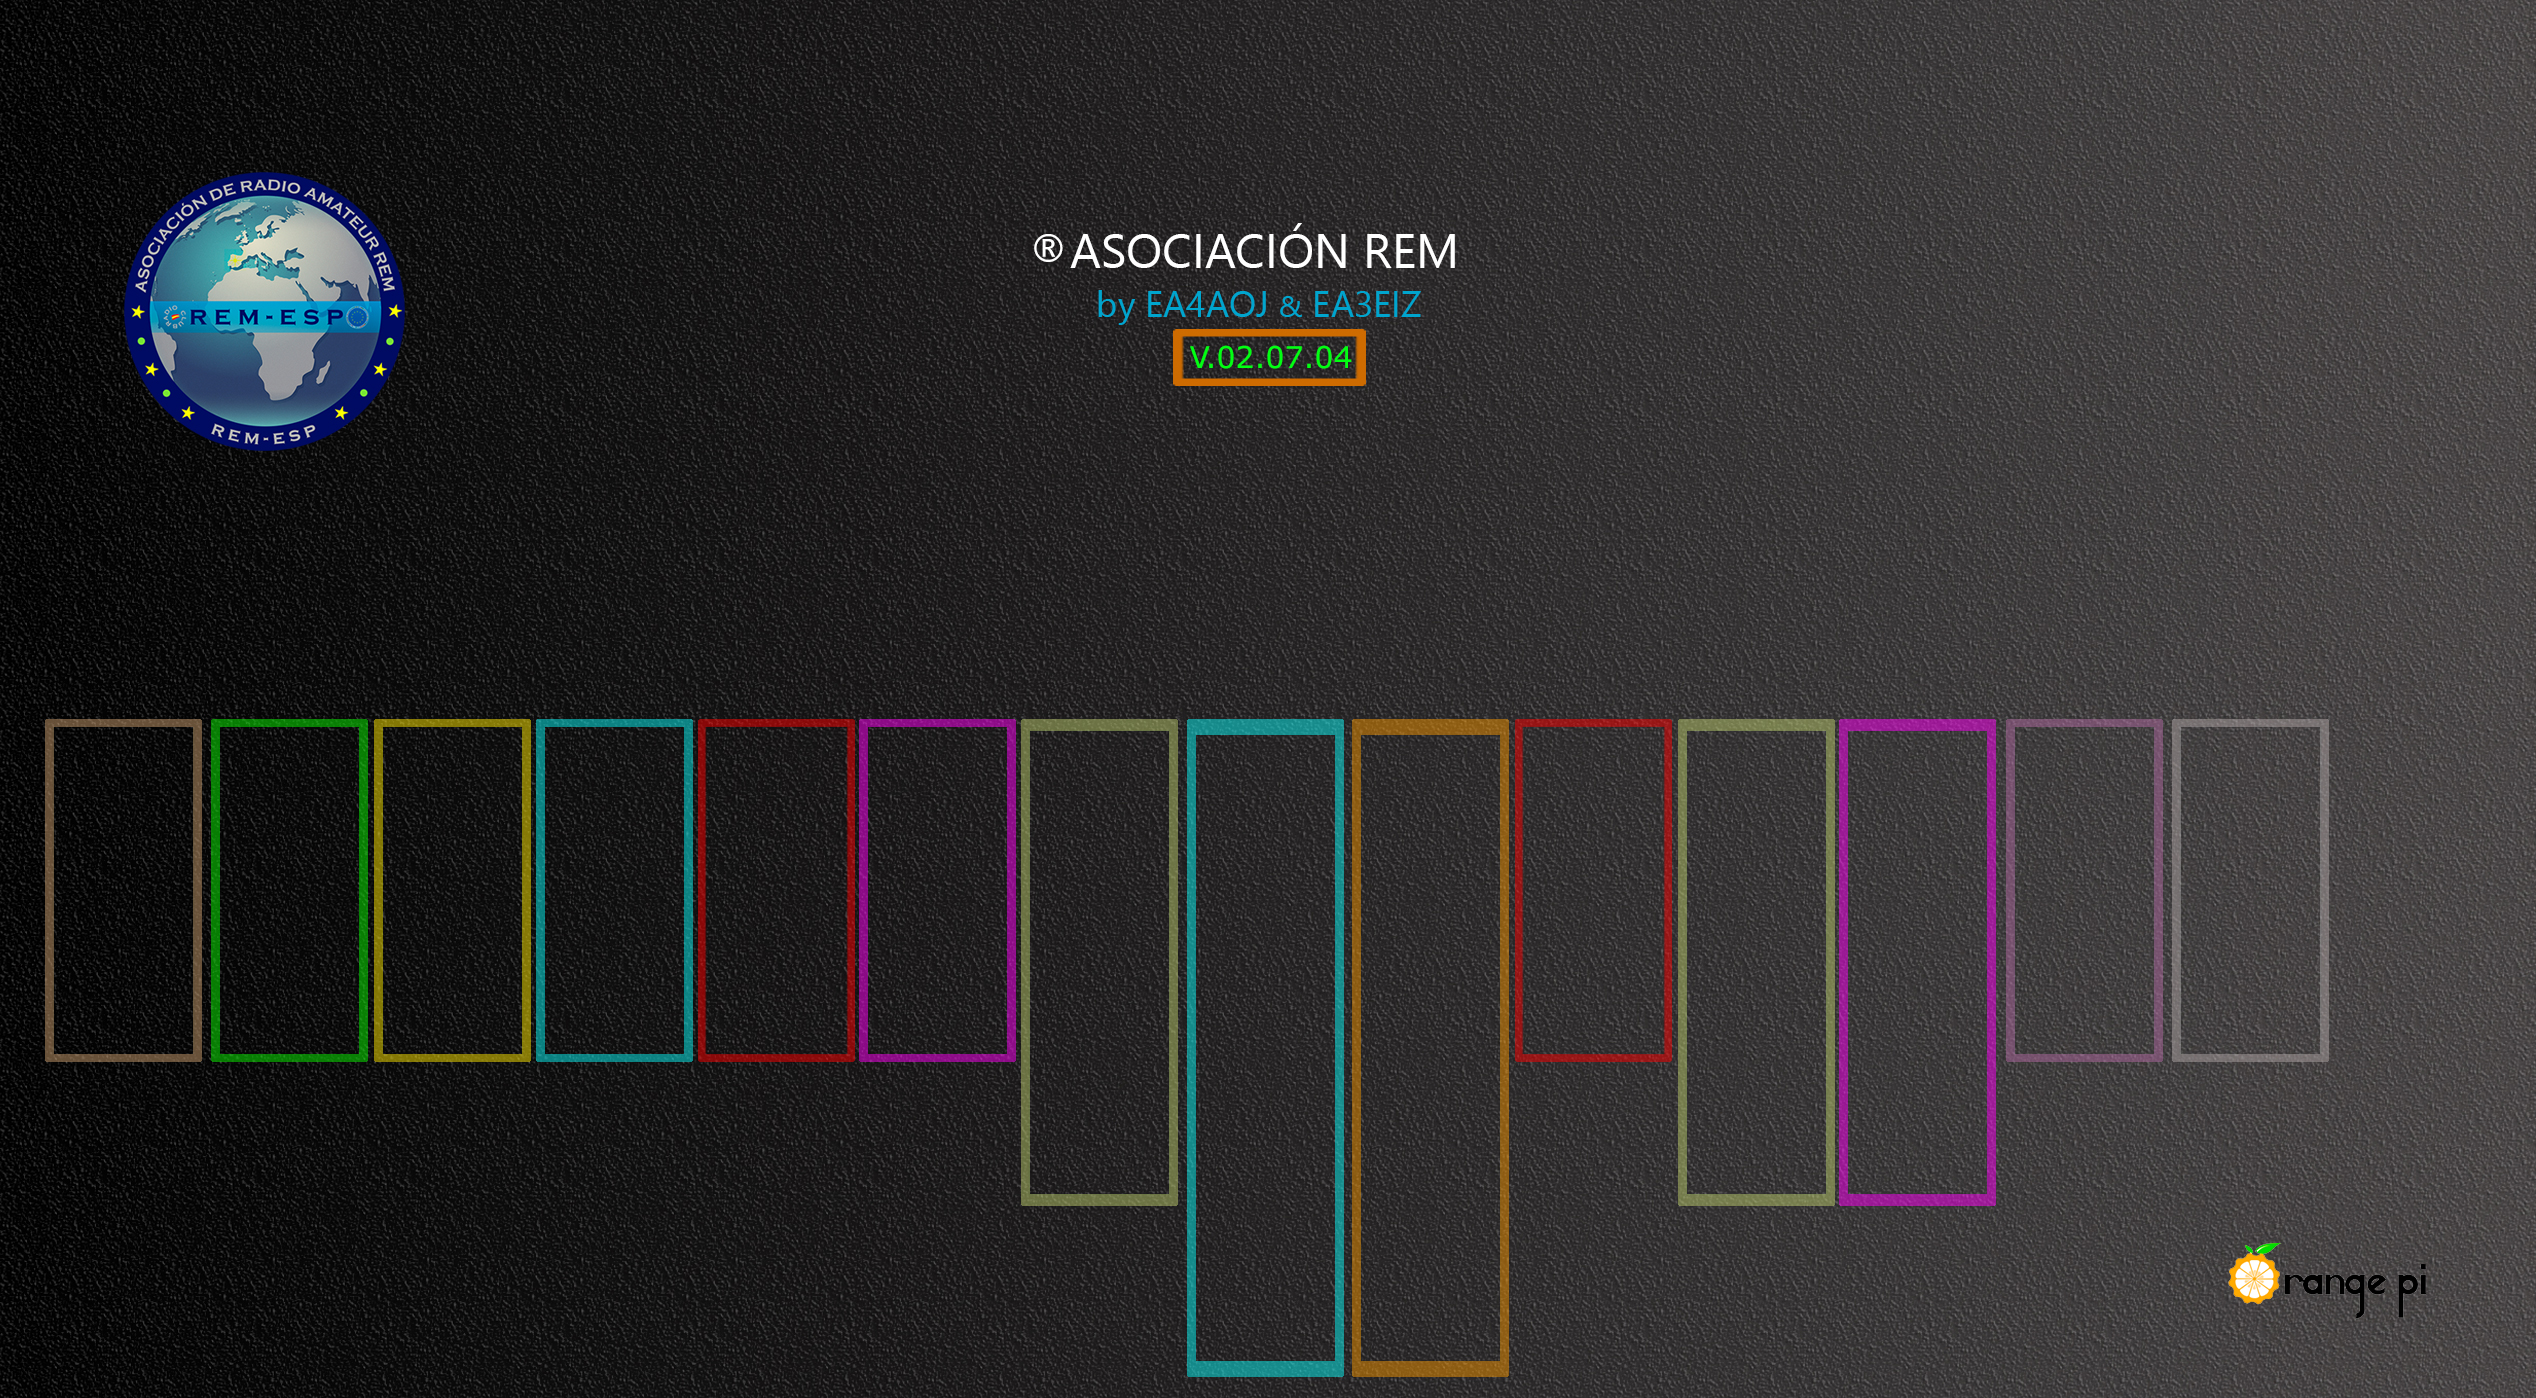 ASOCIACIÓN DE RADIO AMATEUR REM
REM-ESP
REM-ESP
® ASOCIACIÓN REM
by EA4AOJ & EA3EIZ
V.02.07.04
range pi